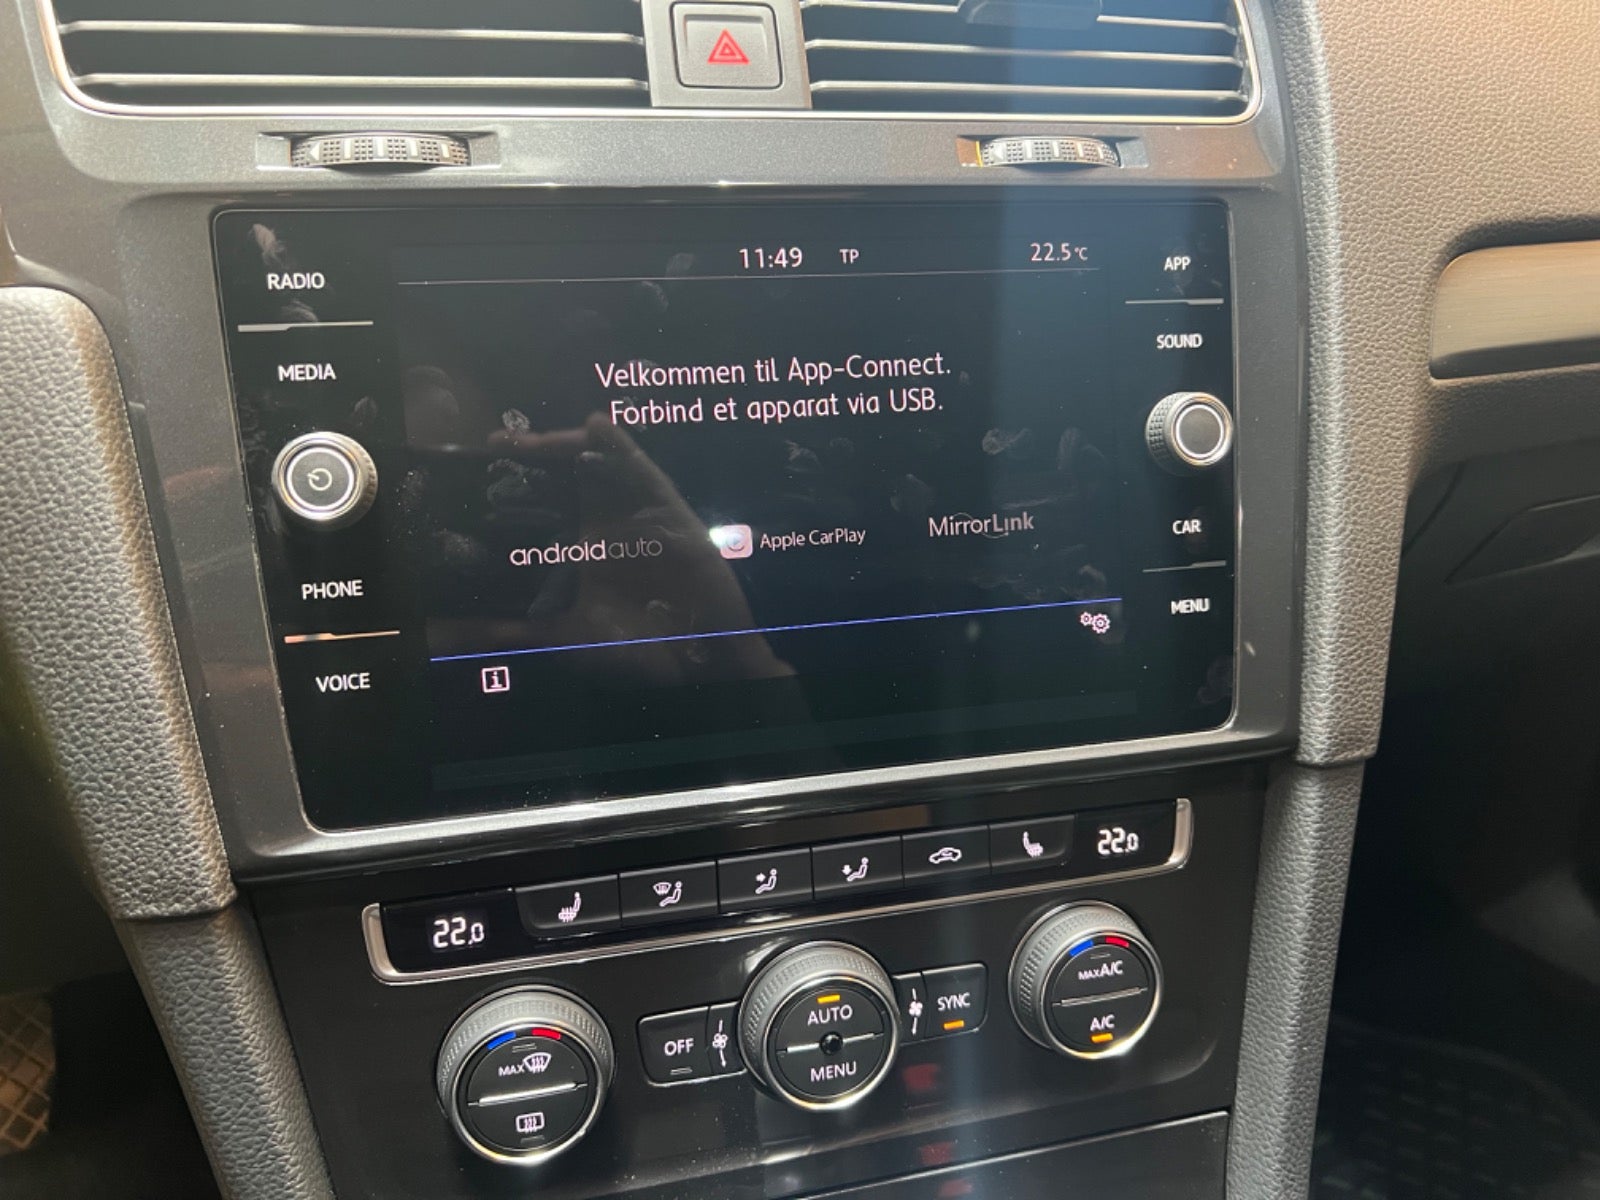 RADIO
MEDIA
PHONE
VOICE
11:49 TP 22.5°C
Velkommen til App-Connect.
Forbind et apparat via USB.
androidauto
Apple CarPlay
MirrorLink
i
APP
SOUND
CAR
MENU
22.0
22.0
MAX
OFF
AUTO
MENU
SYNC
MAX A/C
A/C